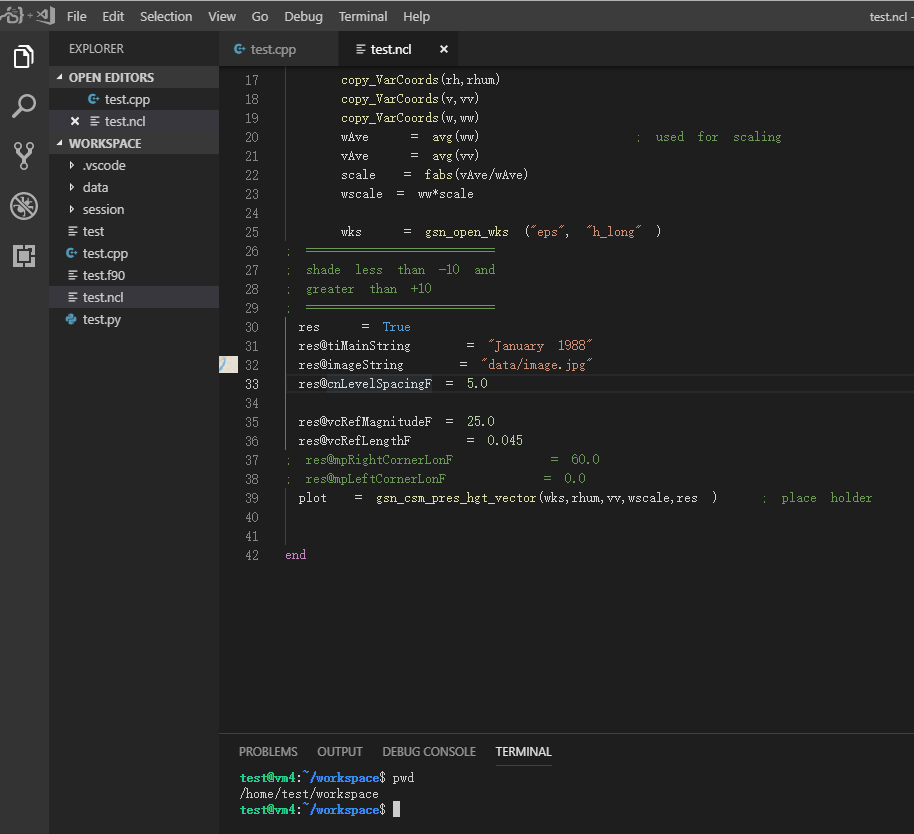 File Edit Selection View Go Debug Terminal Help
test.ncl -
EXPLORER
OPEN EDITORS
test.cpp
test.ncl
WORKSPACE
.vscode
data
session
test
test.cpp
test.f90
test.ncl
test.py
test.cpp test.ncl
17 copy_VarCoords(rh,rhum)
18 copy_VarCoords(v,vv)
19 copy_VarCoords(w,ww)
20 wAve = avg(ww) ; used for scaling
21 vAve = avg(vv)
22 scale = fabs(vAve/wAve)
23 wscale = ww*scale
24
25 wks = gsn_open_wks ("eps", "h_long" )
26 ; ===========================
27 ; shade less than -10 and
28 ; greater than +10
29 ; ===========================
30 res = True
31 res@tiMainString = "January 1988"
32 res@imageString = "data/image.jpg"
33 res@cnLevelSpacingF = 5.0
34
35 res@vcRefMagnitudeF = 25.0
36 res@vcRefLengthF = 0.045
37 ; res@mpRightCornerLonF = 60.0
38 ; res@mpLeftCornerLonF = 0.0
39 plot = gsn_csm_pres_hgt_vector(wks,rhum,vv,wscale,res ) ; place holder
40
41
42 end
PROBLEMS OUTPUT DEBUG CONSOLE TERMINAL
test@vm4:~/workspace$ pwd
/home/test/workspace
test@vm4:~/workspace$